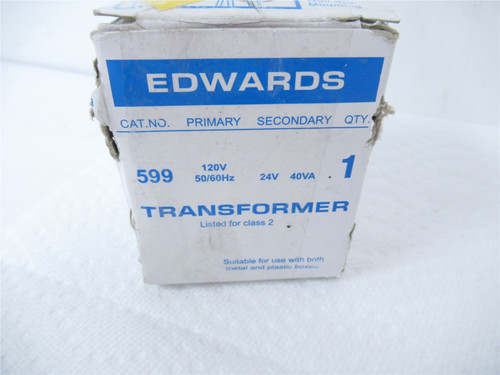 EDWARDS
CAT.NO. PRIMARY SECONDARY QTY.
599 120V 50/60Hz 24V 40VA 1
TRANSFORMER
Listed for class 2
Suitable for use with both
metal and plastic boxes.